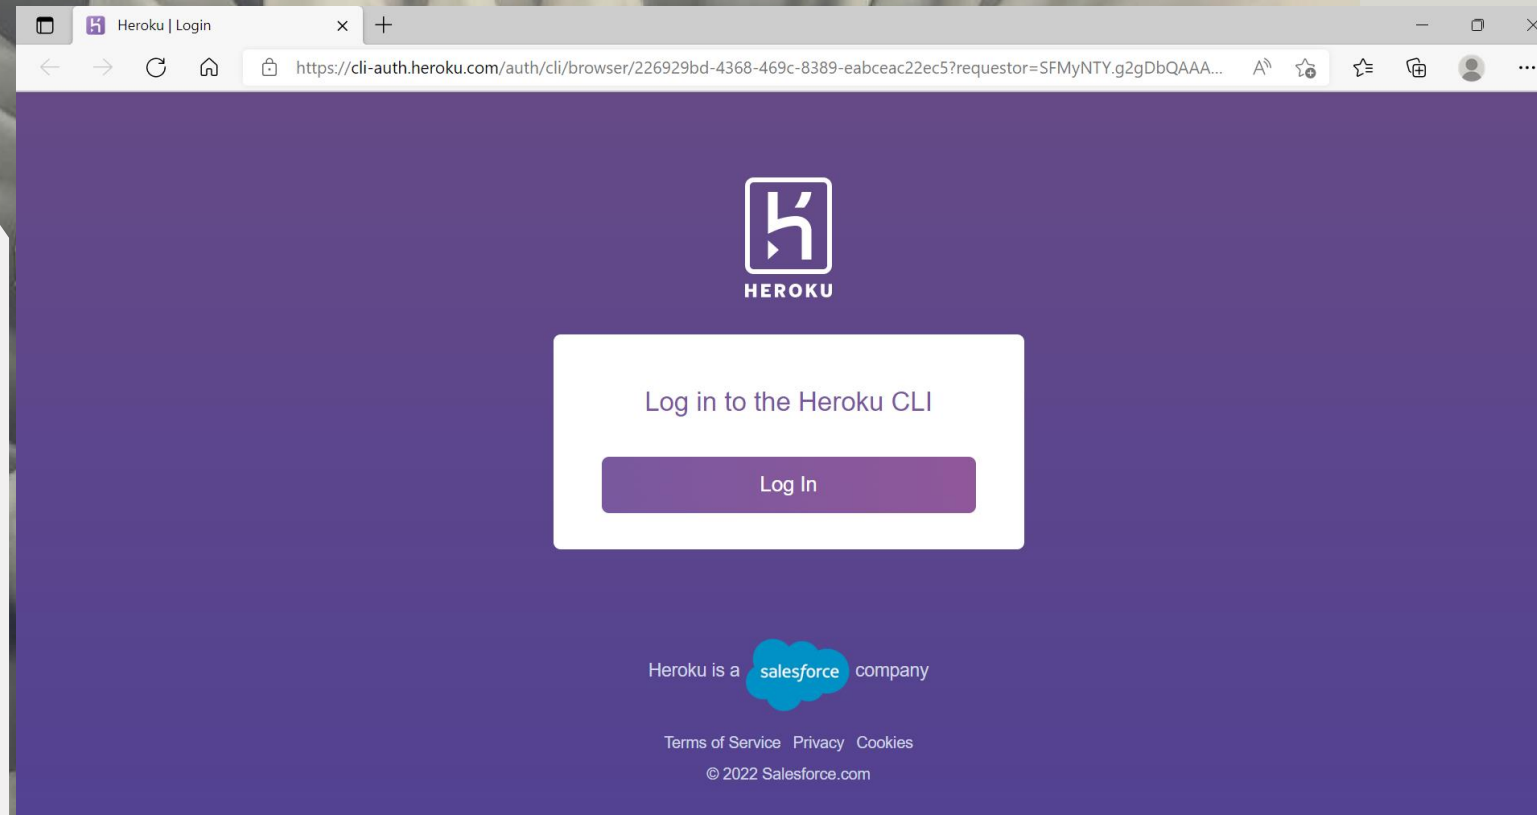 Heroku | Login
https://cli-auth.heroku.com/auth/cli/browser/226929bd-4368-469c-8389-eabceac22ec5?requestor=SFMyNTY.g2gDbQAAA...
HEROKU
Log in to the Heroku CLI
Log In
Heroku is a salesforce company
Terms of Service Privacy Cookies
© 2022 Salesforce.com